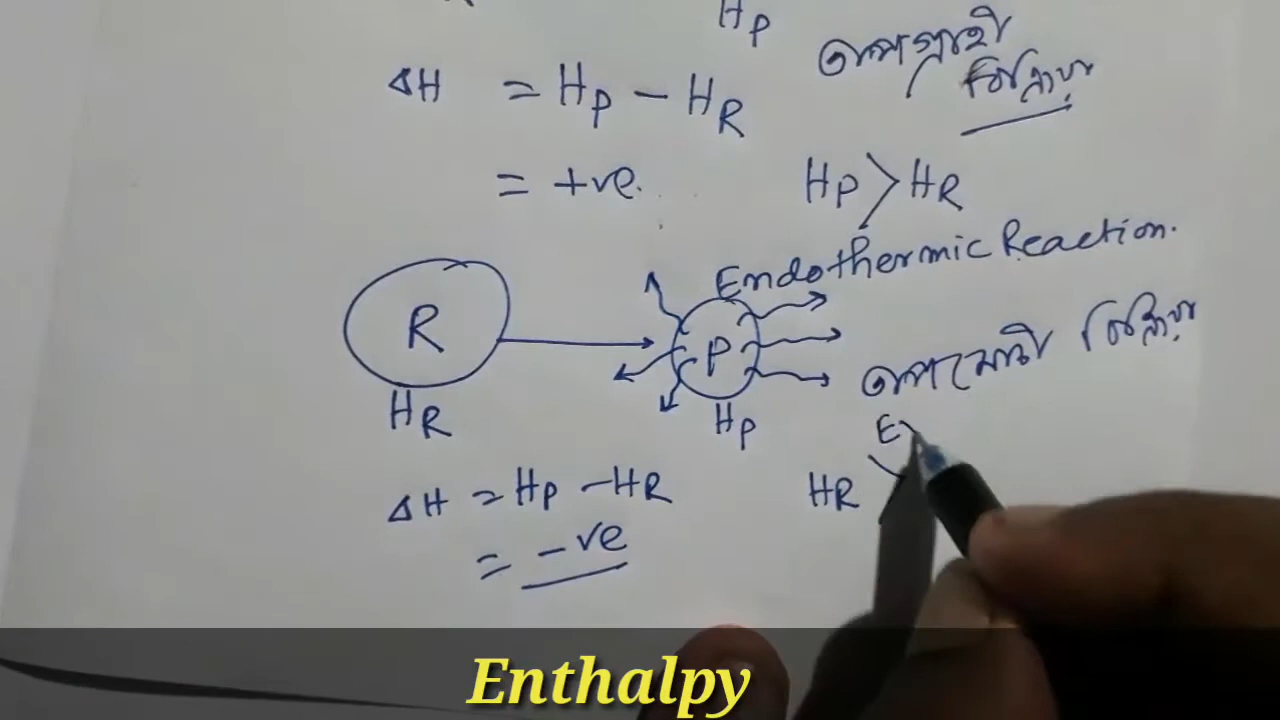 HP
তাপগ্রাহী
ΔH = HP - HR
বিক্রিয়া
= +ve.
HP > HR
Endothermic Reaction.
R
P
তাপমোচী বিক্রিয়া
HR
HP
Ex
ΔH = HP - HR
HR >
= -ve
Enthalpy